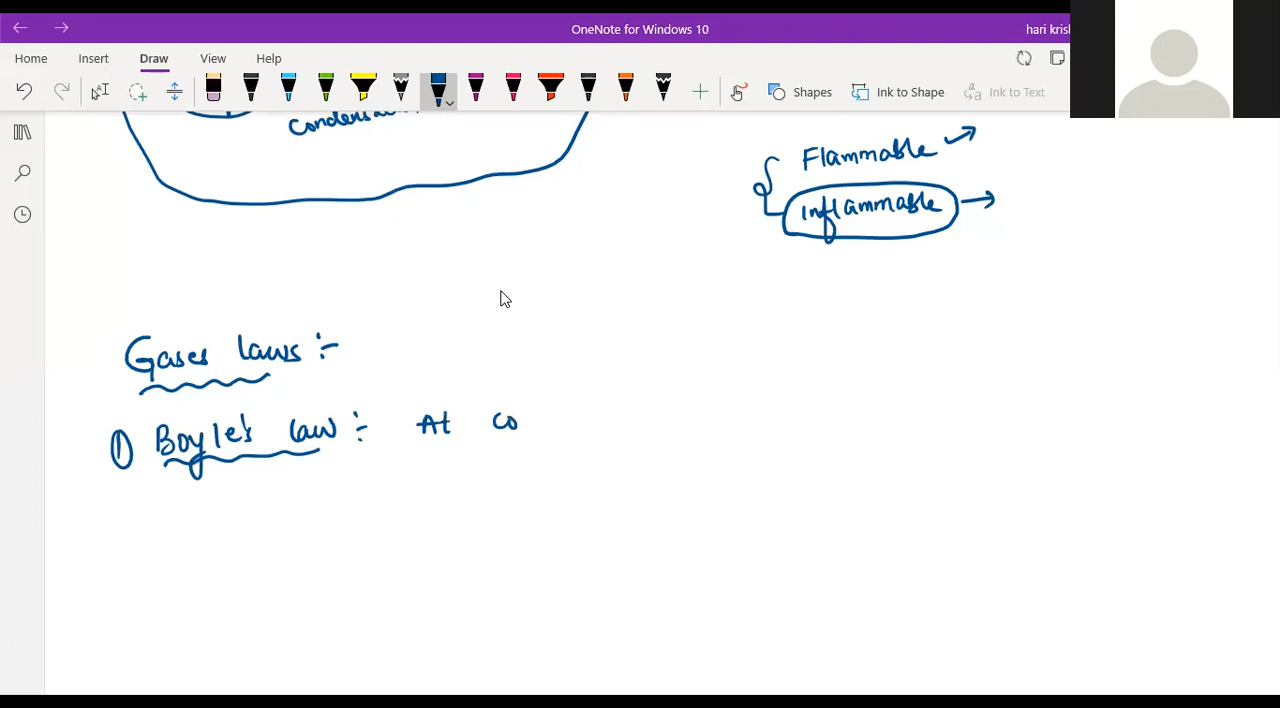 OneNote for Windows 10
hari krish
Home Insert Draw View Help
Shapes Ink to Shape Ink to Text
Flammable
Inflammable
Gases laws :-
① Boyle's law :- At co